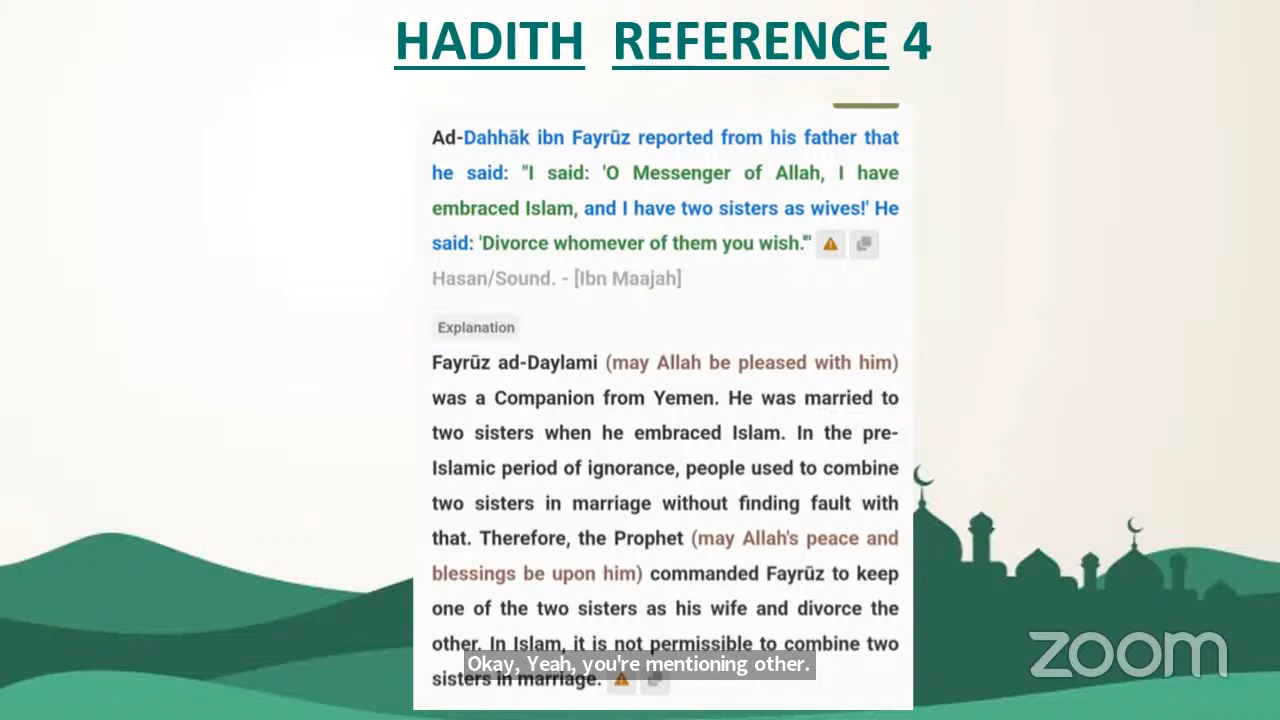 HADITH REFERENCE 4
Ad-Dahhāk ibn Fayrūz reported from his father that
he said: "I said: 'O Messenger of Allah, I have
embraced Islam, and I have two sisters as wives!' He
said: 'Divorce whomever of them you wish.'"
Hasan/Sound. - [Ibn Maajah]
Explanation
Fayrūz ad-Daylami (may Allah be pleased with him)
was a Companion from Yemen. He was married to
two sisters when he embraced Islam. In the pre-
Islamic period of ignorance, people used to combine
two sisters in marriage without finding fault with
that. Therefore, the Prophet (may Allah's peace and
blessings be upon him) commanded Fayrūz to keep
one of the two sisters as his wife and divorce the
other. In Islam, it is not permissible to combine two
sisters in marriage.
Okay, Yeah, you're mentioning other.
zoom